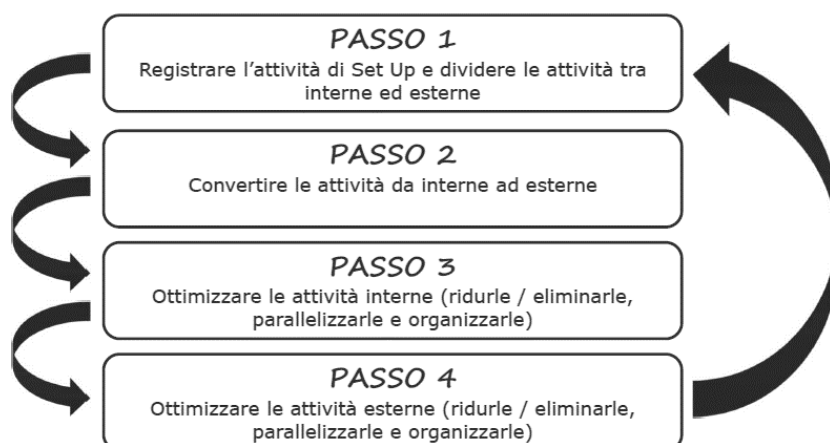 PASSO 1
Registrare l'attività di Set Up e dividere le attività tra
interne ed esterne
PASSO 2
Convertire le attività da interne ad esterne
PASSO 3
Ottimizzare le attività interne (ridurle / eliminarle,
parallelizzarle e organizzarle)
PASSO 4
Ottimizzare le attività esterne (ridurle / eliminarle,
parallelizzarle e organizzarle)